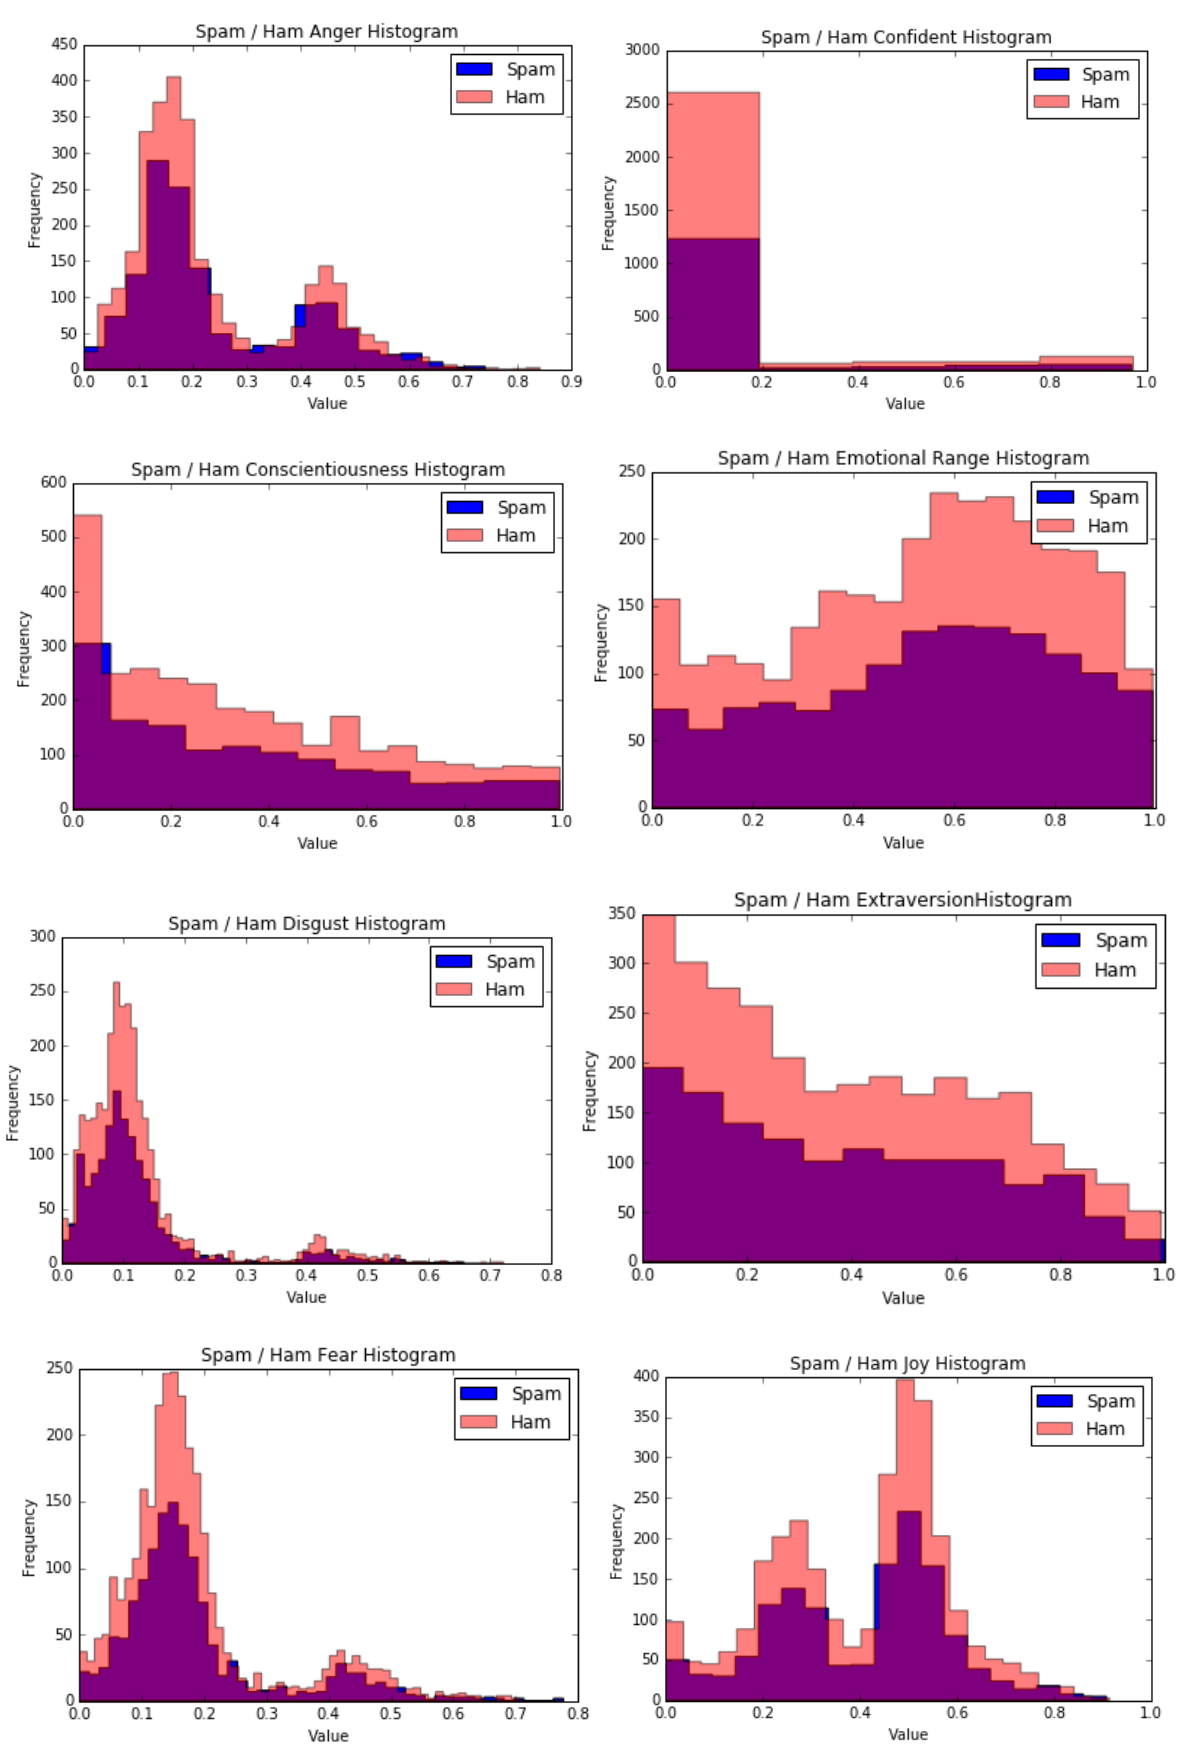 Spam / Ham Anger Histogram
450
400
350
300
250
200
150
100
50
0
Frequency
0.0 0.1 0.2 0.3 0.4 0.5 0.6 0.7 0.8 0.9
Value
Spam
Ham
Spam / Ham Confident Histogram
3000
2500
2000
1500
1000
500
0
Frequency
0.0 0.2 0.4 0.6 0.8 1.0
Value
Spam
Ham
Spam / Ham Conscientiousness Histogram
600
500
400
300
200
100
0
Frequency
0.0 0.2 0.4 0.6 0.8 1.0
Value
Spam
Ham
Spam / Ham Emotional Range Histogram
250
200
150
100
50
0
Frequency
0.0 0.2 0.4 0.6 0.8 1.0
Value
Spam
Ham
Spam / Ham Disgust Histogram
300
250
200
150
100
50
0
Frequency
0.0 0.1 0.2 0.3 0.4 0.5 0.6 0.7 0.8
Value
Spam
Ham
Spam / Ham ExtraversionHistogram
350
300
250
200
150
100
50
0
Frequency
0.0 0.2 0.4 0.6 0.8 1.0
Value
Spam
Ham
Spam / Ham Fear Histogram
250
200
150
100
50
0
Frequency
0.0 0.1 0.2 0.3 0.4 0.5 0.6 0.7 0.8
Value
Spam
Ham
Spam / Ham Joy Histogram
400
350
300
250
200
150
100
50
0
Frequency
0.0 0.2 0.4 0.6 0.8 1.0
Value
Spam
Ham